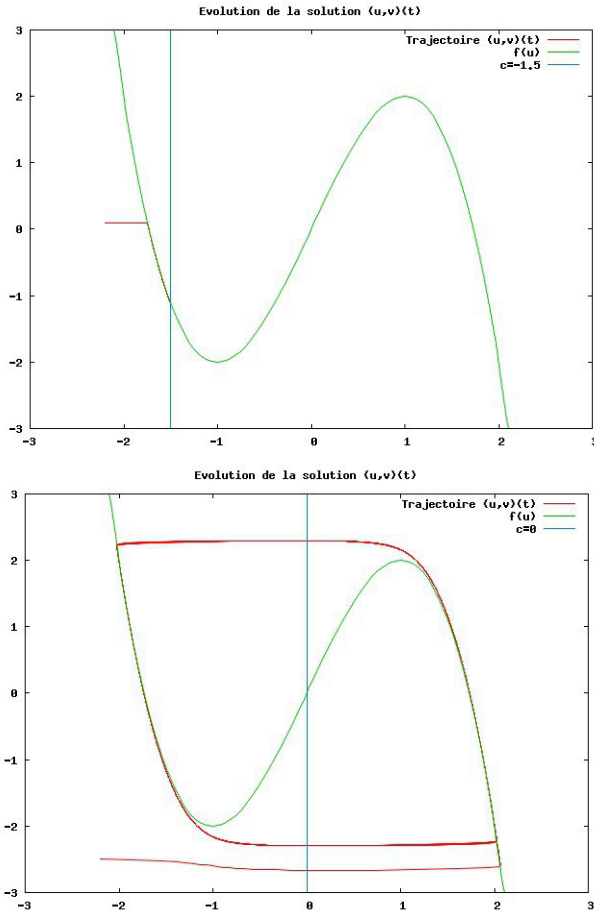 Evolution de la solution (u,v)(t)
Trajectoire (u,v)(t)
f(u)
c=-1.5
3
2
1
0
-1
-2
-3
-3 -2 -1 0 1 2 3
Evolution de la solution (u,v)(t)
Trajectoire (u,v)(t)
f(u)
c=0
3
2
1
0
-1
-2
-3
-3 -2 -1 0 1 2 3